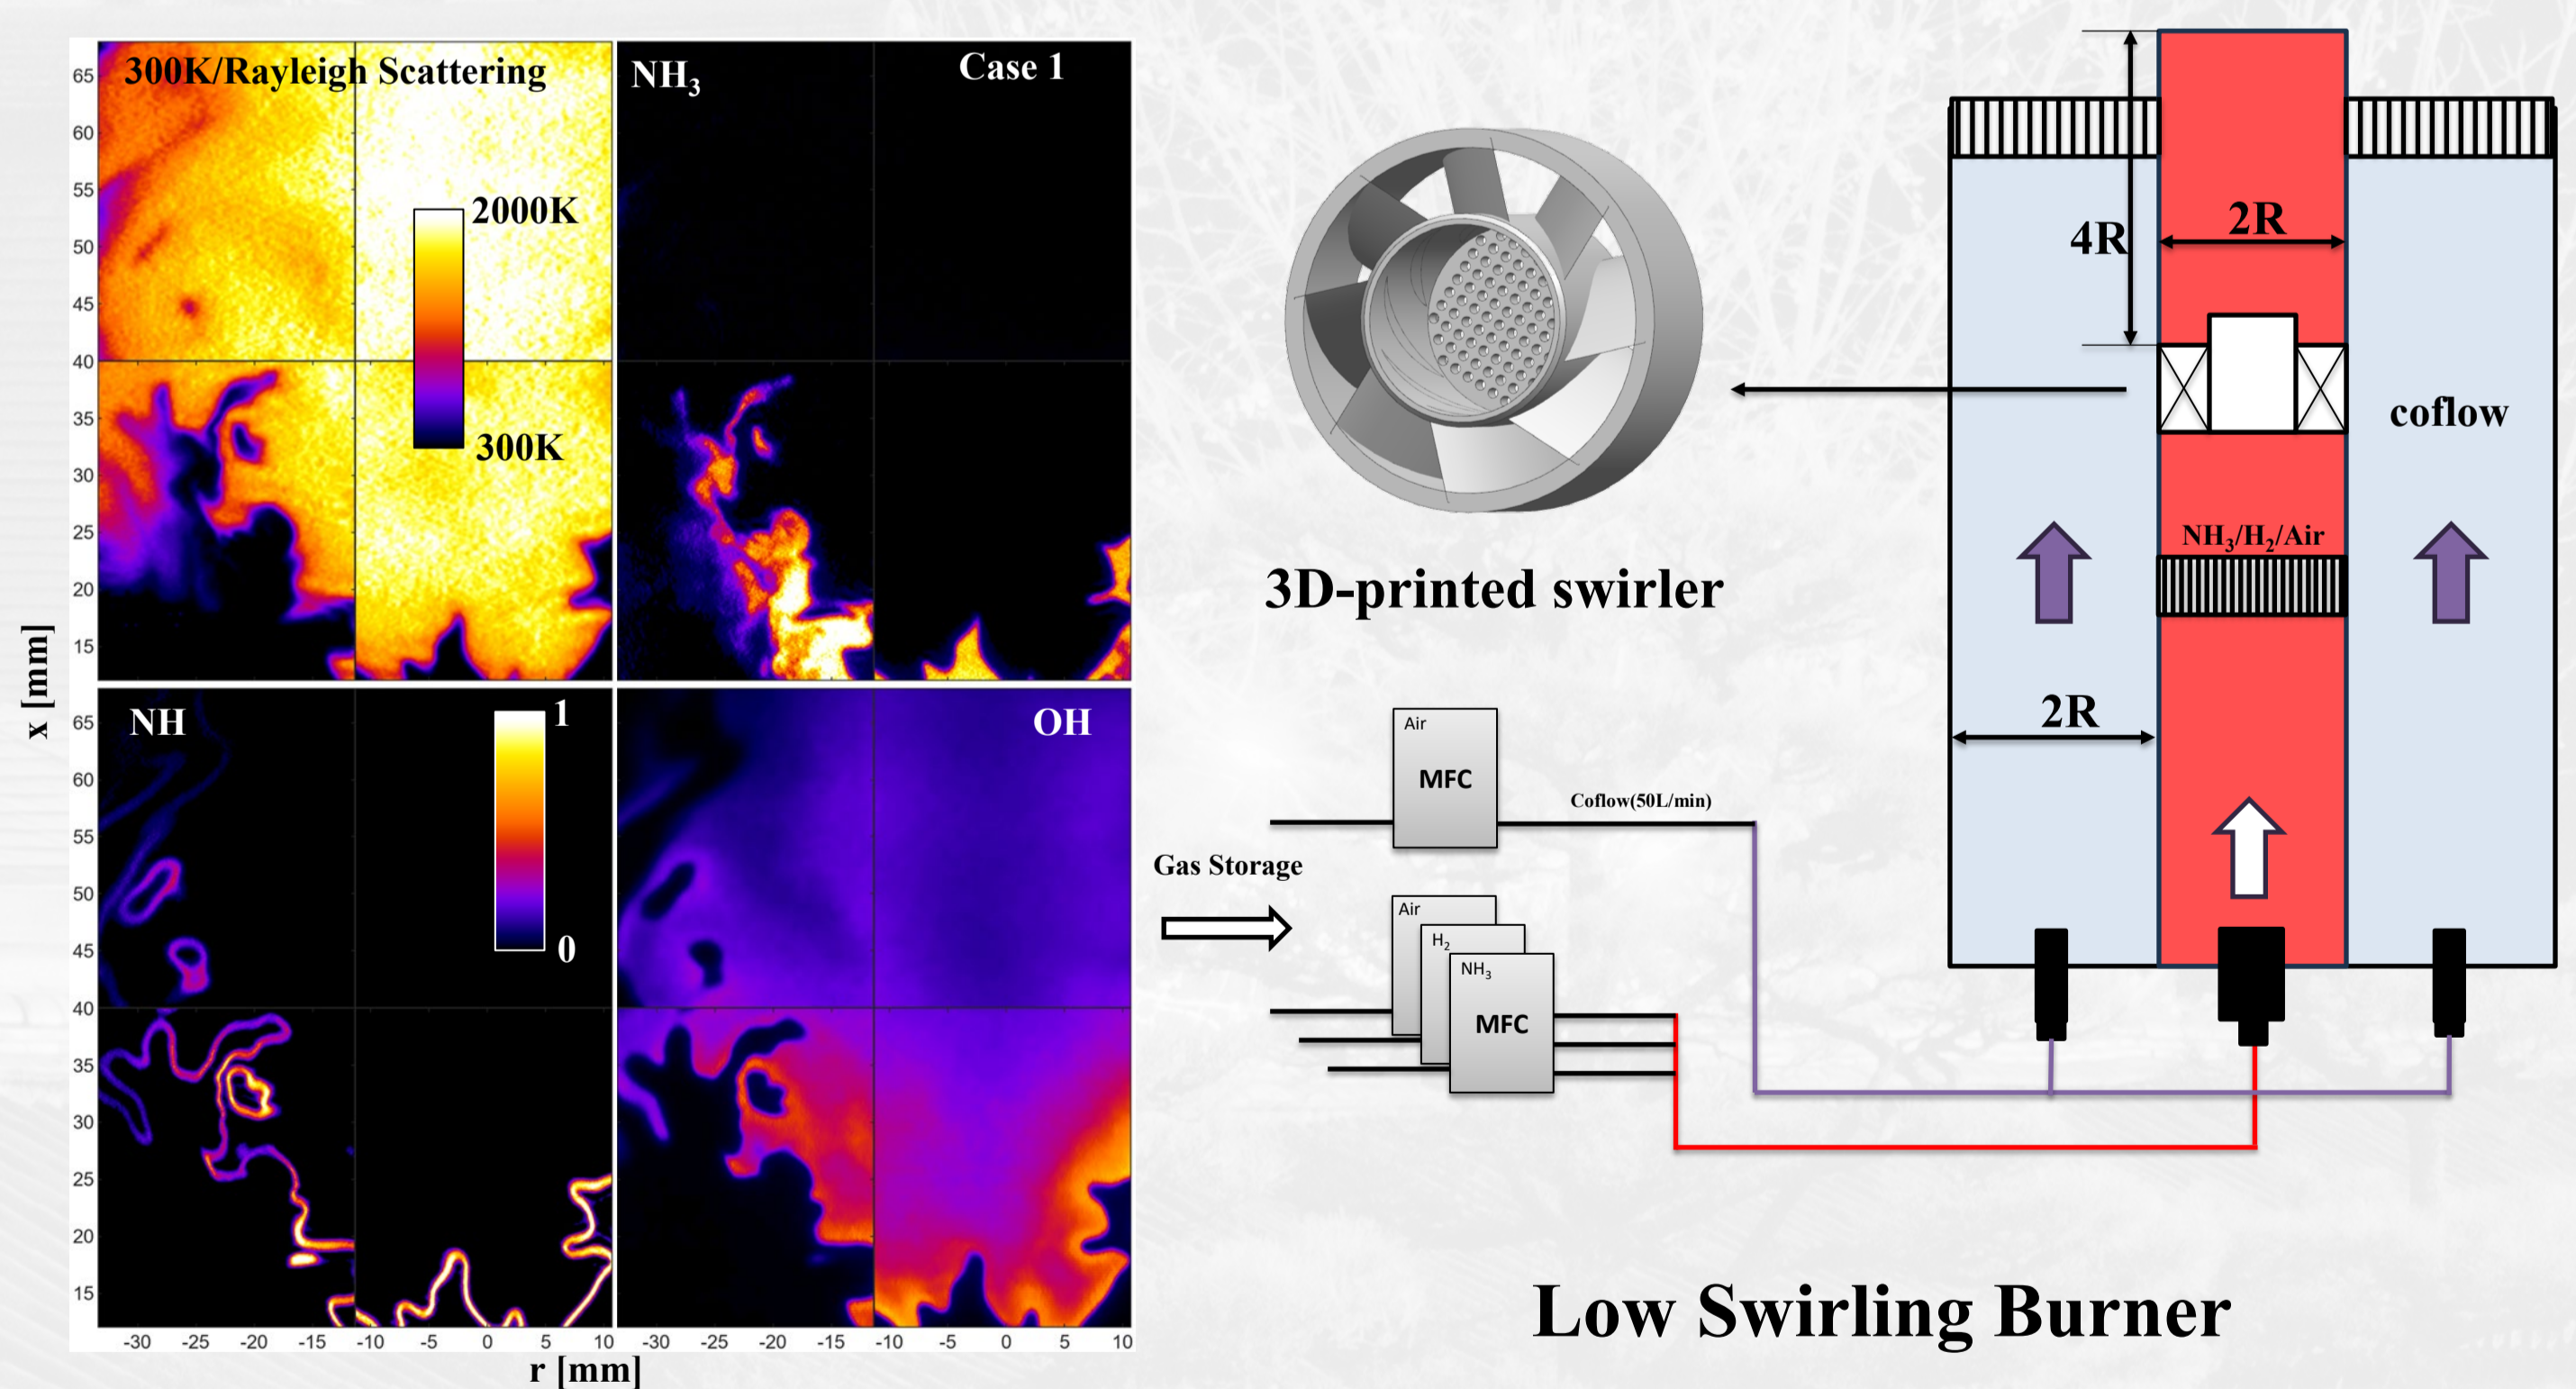 300K/Rayleigh Scattering
2000K
300K
NH₃
Case 1
NH
1
0
OH
65
60
55
50
45
40
35
30
25
20
15
65
60
55
50
45
40
35
30
25
20
15
x [mm]
-30 -25 -20 -15 -10 -5 0 5 10
-30 -25 -20 -15 -10 -5 0 5 10
r [mm]
3D-printed swirler
4R
2R
coflow
NH₃/H₂/Air
2R
Air
MFC
Coflow(50L/min)
Gas Storage
Air
H₂
NH₃
MFC
Low Swirling Burner